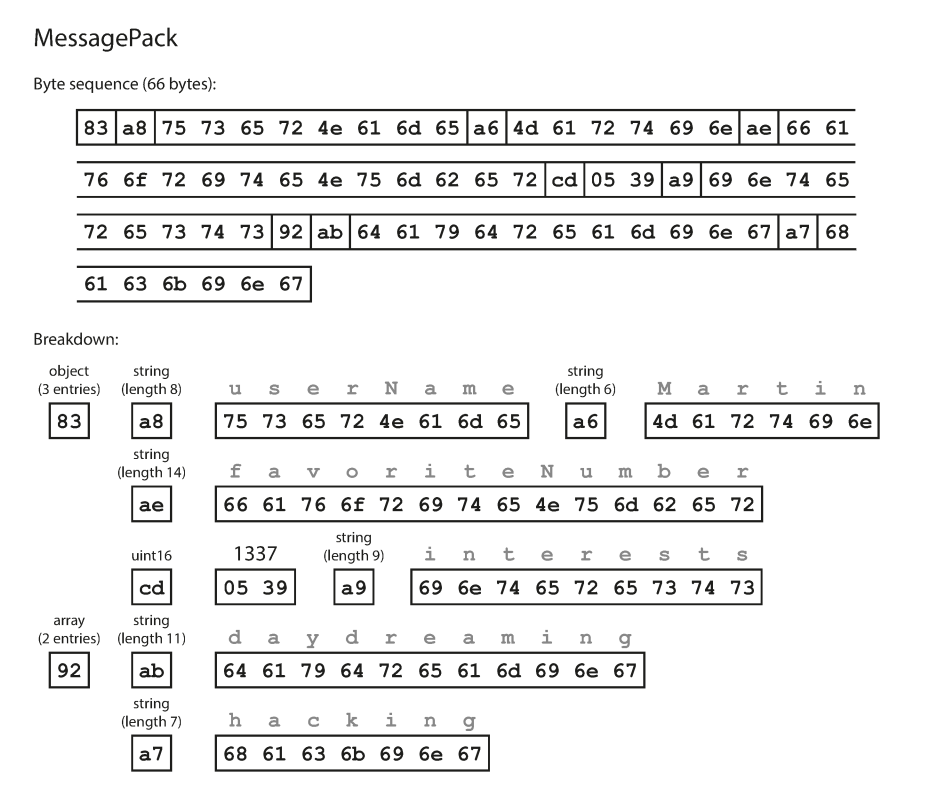 MessagePack
Byte sequence (66 bytes):
83 a8 75 73 65 72 4e 61 6d 65 a6 4d 61 72 74 69 6e ae 66 61
76 6f 72 69 74 65 4e 75 6d 62 65 72 cd 05 39 a9 69 6e 74 65
72 65 73 74 73 92 ab 64 61 79 64 72 65 61 6d 69 6e 67 a7 68
61 63 6b 69 6e 67
Breakdown:
object string string
(3 entries) (length 8) u s e r N a m e (length 6) M a r t i n
83 a8 75 73 65 72 4e 61 6d 65 a6 4d 61 72 74 69 6e
string
(length 14) f a v o r i t e N u m b e r
ae 66 61 76 6f 72 69 74 65 4e 75 6d 62 65 72
string
uint16 1337 (length 9) i n t e r e s t s
cd 05 39 a9 69 6e 74 65 72 65 73 74 73
array string
(2 entries) (length 11) d a y d r e a m i n g
92 ab 64 61 79 64 72 65 61 6d 69 6e 67
string
(length 7) h a c k i n g
a7 68 61 63 6b 69 6e 67